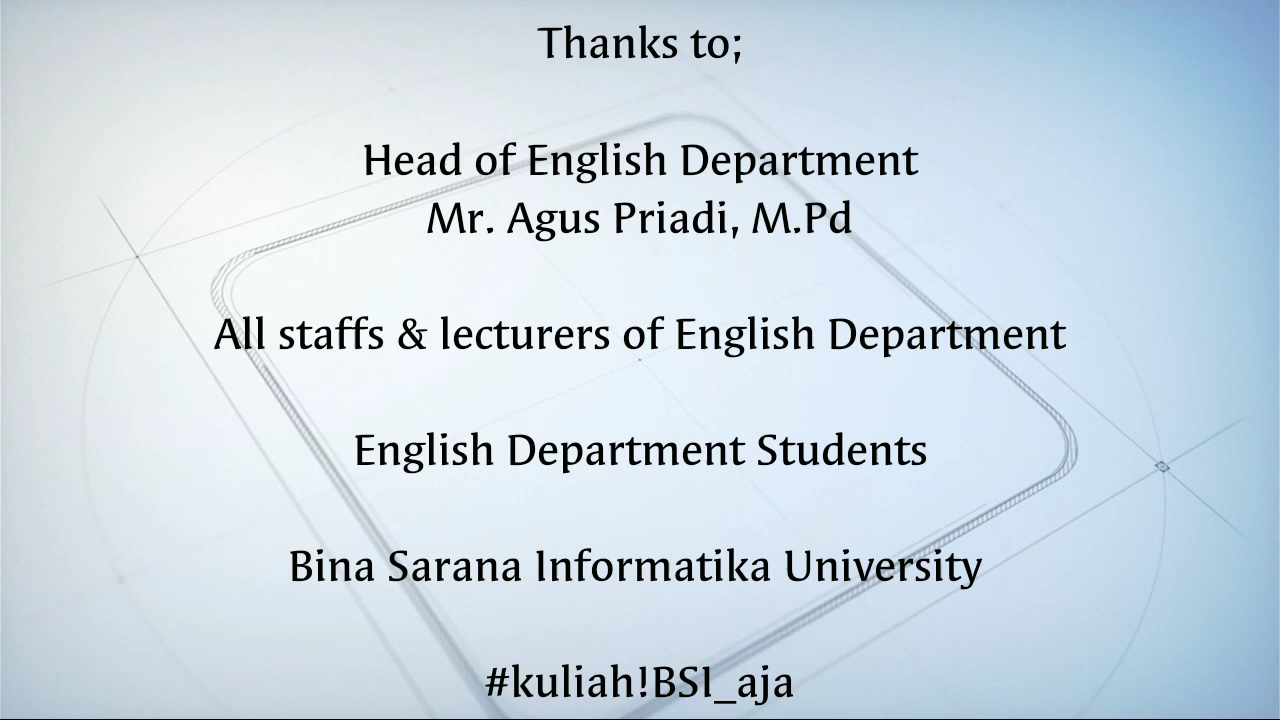 Thanks to;
Head of English Department
Mr. Agus Priadi, M.Pd
All staffs & lecturers of English Department
English Department Students
Bina Sarana Informatika University
#kuliah!BSI_aja